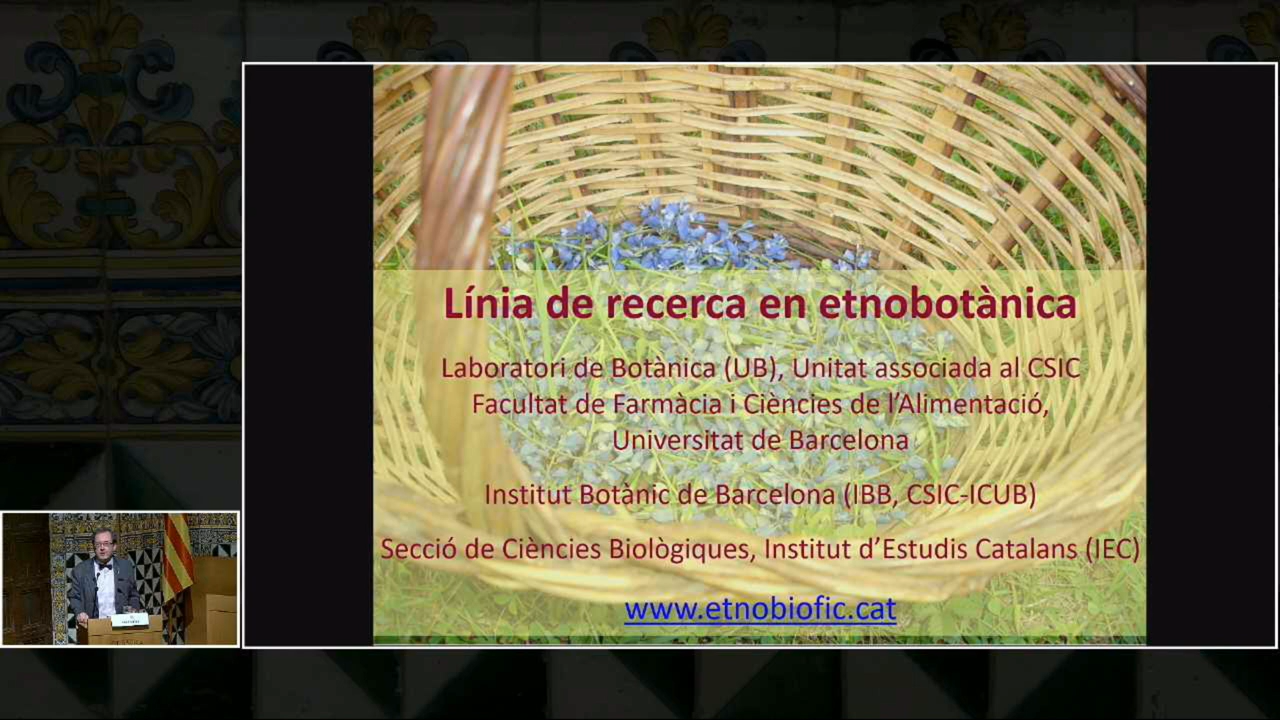 Línia de recerca en etnobotànica
Laboratori de Botànica (UB), Unitat associada al CSIC
Facultat de Farmàcia i Ciències de l'Alimentació,
Universitat de Barcelona
Institut Botànic de Barcelona (IBB, CSIC-ICUB)
Secció de Ciències Biològiques, Institut d'Estudis Catalans (IEC)
www.etnobiofic.cat